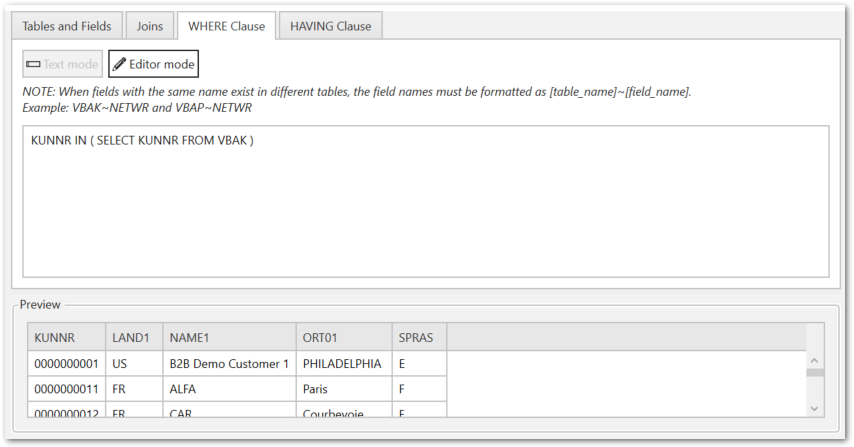 Tables and Fields
Joins
WHERE Clause
HAVING Clause
Text mode
Editor mode
NOTE: When fields with the same name exist in different tables, the field names must be formatted as [table_name]~[field_name].
Example: VBAK~NETWR and VBAP~NETWR
KUNNR IN ( SELECT KUNNR FROM VBAK )
Preview
KUNNR LAND1 NAME1 ORT01 SPRAS
0000000001 US B2B Demo Customer 1 PHILADELPHIA E
0000000011 FR ALFA Paris F
0000000012 FR CAR Courbevoie F